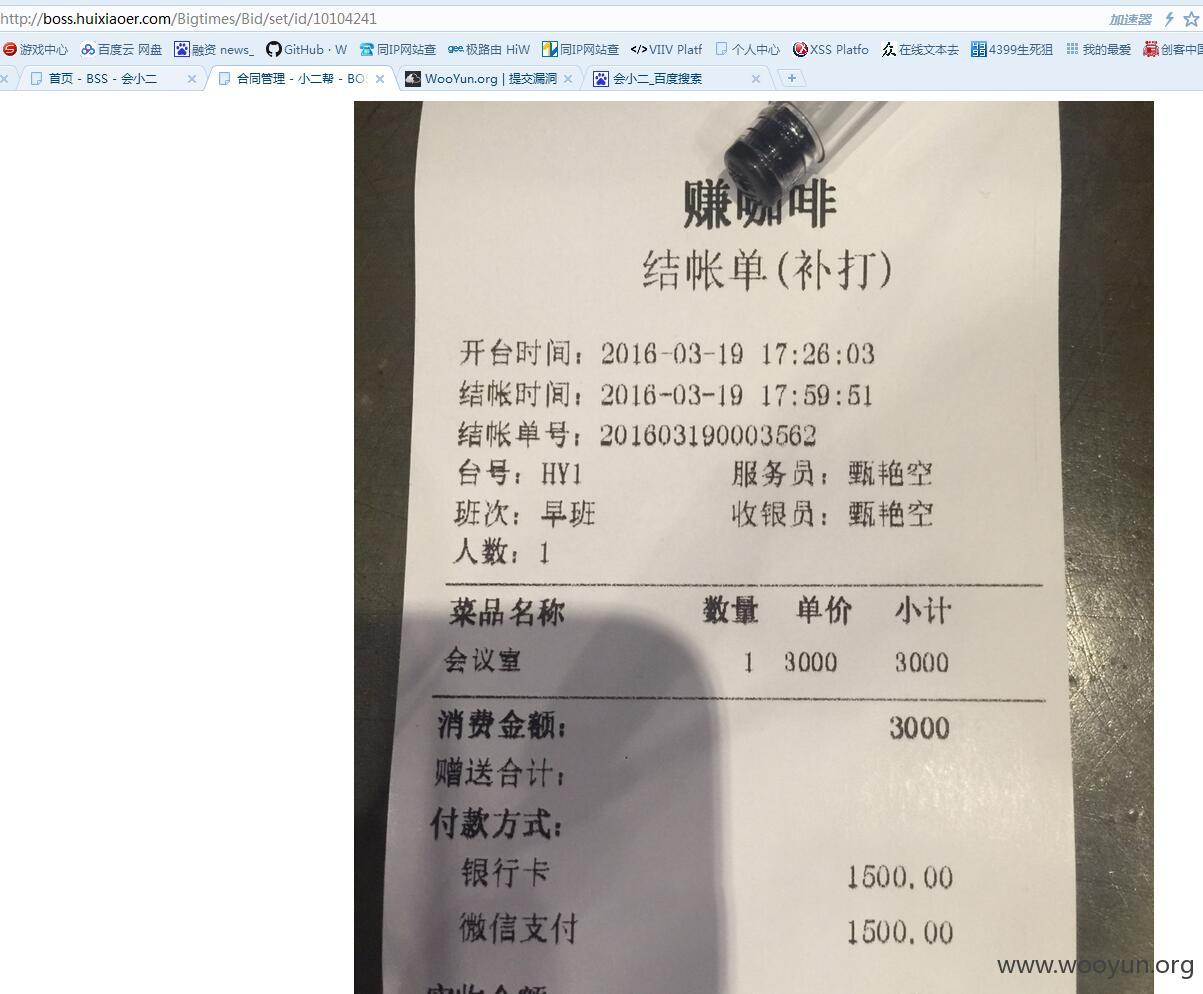 http://boss.huixiaoer.com/Bigtimes/Bid/set/id/10104241 加速器
游戏中心 百度云 网盘 融资 news_ GitHub · W 同IP网站查 极路由 HiW 同IP网站查 </>VIIV Platf 个人中心 XSS Platfo 在线文本去 4399生死狙 我的最爱 创客中国
首页 - BSS - 会小二 合同管理 - 小二帮 - BO WooYun.org | 提交漏洞 会小二_百度搜索
赚咖啡
结帐单(补打)
开台时间：2016-03-19 17:26:03
结帐时间：2016-03-19 17:59:51
结帐单号：201603190003562
台号：HY1 服务员：甄艳空
班次：早班 收银员：甄艳空
人数：1
菜品名称 数量 单价 小计
会议室 1 3000 3000
消费金额： 3000
赠送合计：
付款方式：
银行卡 1500.00
微信支付 1500.00
www.wooyun.org